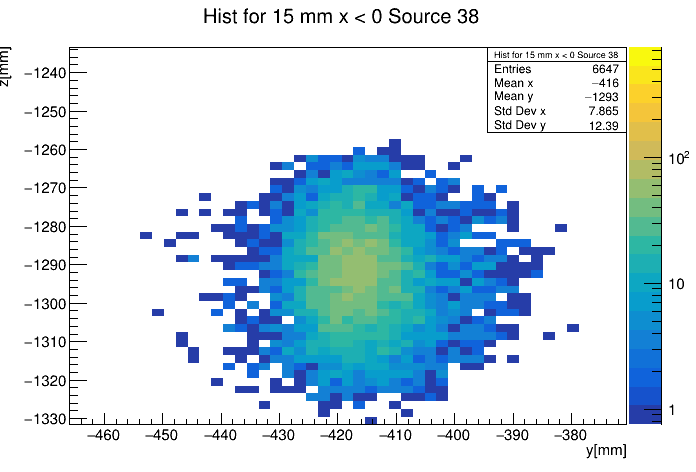 Hist for 15 mm x < 0 Source 38
z[mm]
Hist for 15 mm x < 0 Source 38
Entries 6647
Mean x −416
Mean y −1293
Std Dev x 7.865
Std Dev y 12.39
−1240
−1250
−1260
−1270
−1280
−1290
−1300
−1310
−1320
−1330
10²
10
1
−460 −450 −440 −430 −420 −410 −400 −390 −380
y[mm]